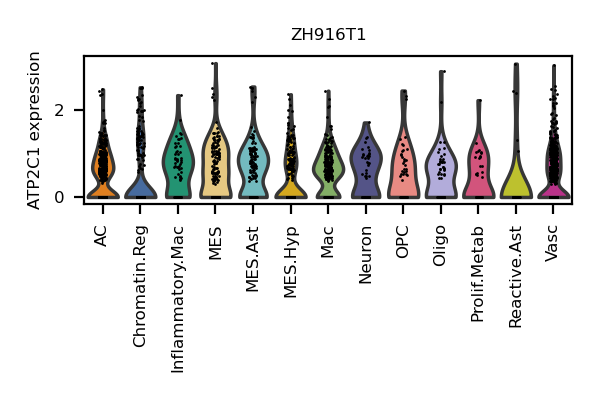 ZH916T1
ATP2C1 expression
2
0
AC
Chromatin.Reg
Inflammatory.Mac
MES
MES.Ast
MES.Hyp
Mac
Neuron
OPC
Oligo
Prolif.Metab
Reactive.Ast
Vasc